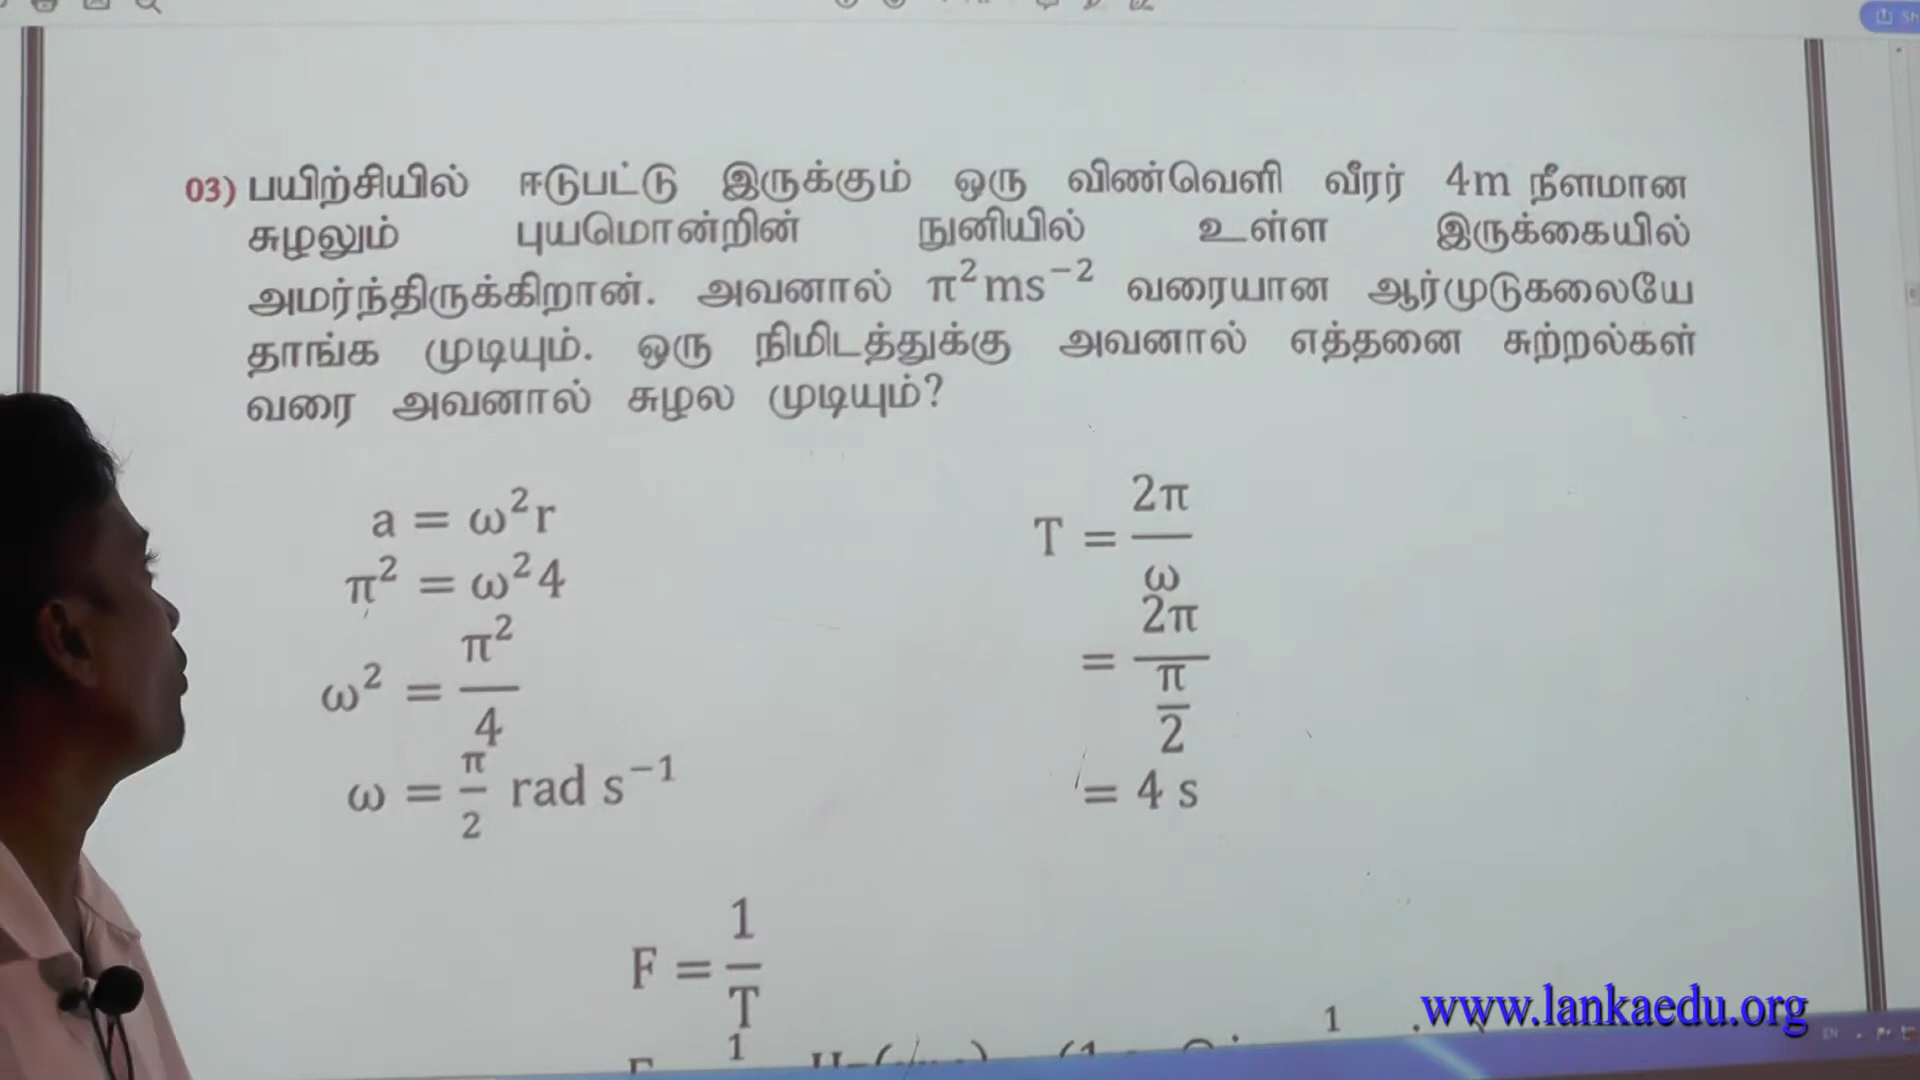 03) பயிற்சியில் ஈடுபட்டு இருக்கும் ஒரு விண்வெளி வீரர் 4m நீளமான
சுழலும் புயமொன்றின் நுனியில் உள்ள இருக்கையில்
அமர்ந்திருக்கிறான். அவனால் π²ms⁻² வரையான ஆர்முடுகலையே
தாங்க முடியும். ஒரு நிமிடத்துக்கு அவனால் எத்தனை சுற்றல்கள்
வரை அவனால் சுழல முடியும்?
a = ω²r
π² = ω²4
ω² = π²/4
ω = π/2 rad s⁻¹
T = 2π/ω
= 2π/(π/2)
= 4 s
F = 1/T
www.lankaedu.org